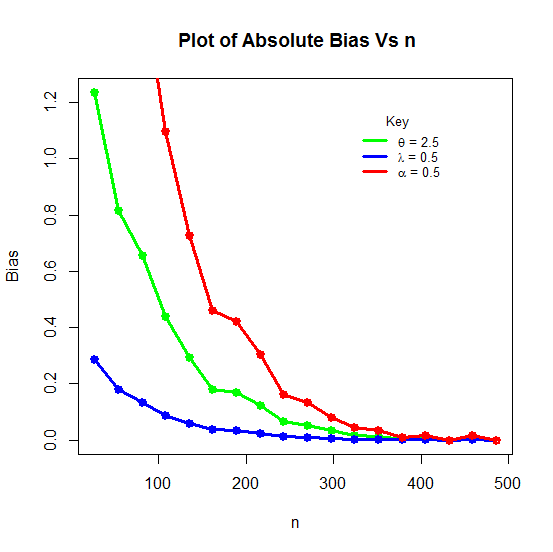 Plot of Absolute Bias Vs n
Key
θ = 2.5
λ = 0.5
α = 0.5
Bias
1.2
1.0
0.8
0.6
0.4
0.2
0.0
100 200 300 400 500
n